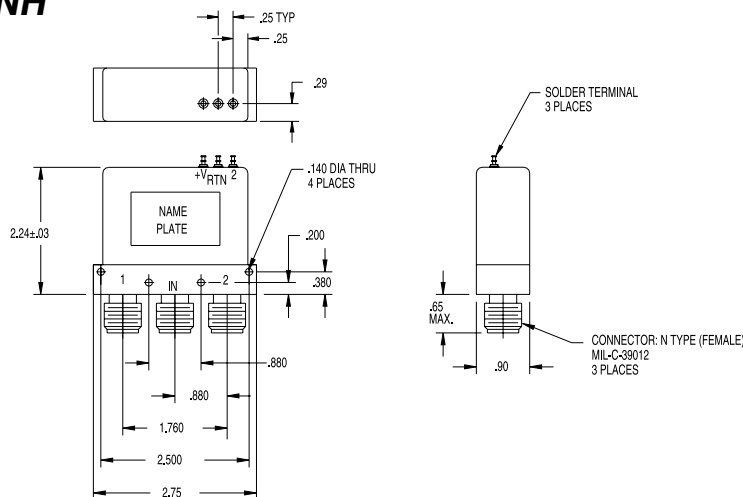 NH
.25 TYP
.25
.29
SOLDER TERMINAL
3 PLACES
+V RTN 2
.140 DIA THRU
4 PLACES
NAME
PLATE
2.24±.03
.200
1 IN 2
.380
.65
MAX.
CONNECTOR: N TYPE (FEMALE)
MIL-C-39012
3 PLACES
.880
.90
.880
1.760
2.500
2.75